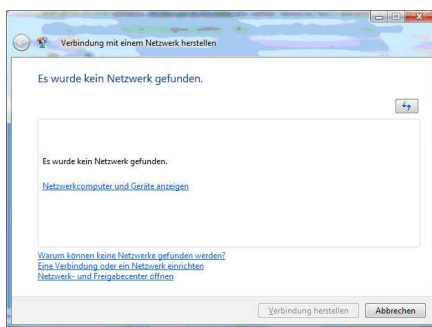 Verbindung mit einem Netzwerk herstellen
Es wurde kein Netzwerk gefunden.
Es wurde kein Netzwerk gefunden.
Netzwerkcomputer und Geräte anzeigen
Warum können keine Netzwerke gefunden werden?
Eine Verbindung oder ein Netzwerk einrichten
Netzwerk- und Freigabecenter öffnen
Verbindung herstellen
Abbrechen